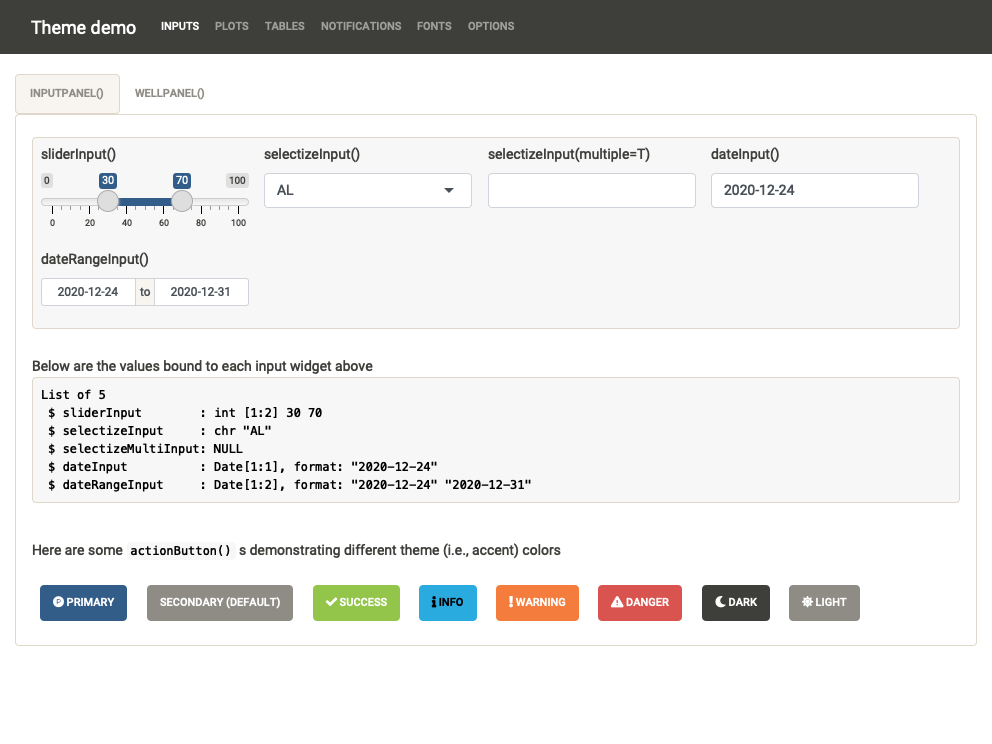 Theme demo INPUTS PLOTS TABLES NOTIFICATIONS FONTS OPTIONS
INPUTPANEL() WELLPANEL()
sliderInput() selectizeInput() selectizeInput(multiple=T) dateInput()
0 30 70 100
AL 2020-12-24
0 20 40 60 80 100
dateRangeInput()
2020-12-24 to 2020-12-31
Below are the values bound to each input widget above
List of 5
$ sliderInput : int [1:2] 30 70
$ selectizeInput : chr "AL"
$ selectizeMultiInput: NULL
$ dateInput : Date[1:1], format: "2020-12-24"
$ dateRangeInput : Date[1:2], format: "2020-12-24" "2020-12-31"
Here are some actionButton() s demonstrating different theme (i.e., accent) colors
PRIMARY SECONDARY (DEFAULT) SUCCESS INFO WARNING DANGER DARK LIGHT